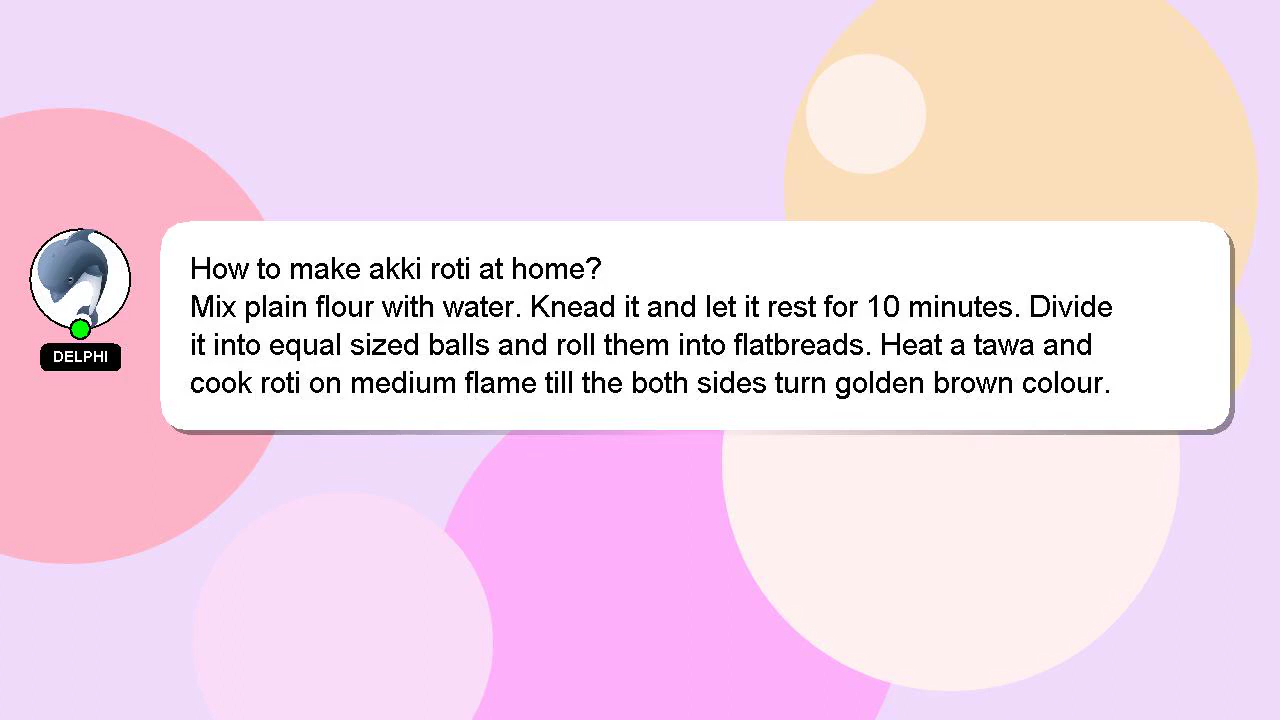 How to make akki roti at home?
Mix plain flour with water. Knead it and let it rest for 10 minutes. Divide
it into equal sized balls and roll them into flatbreads. Heat a tawa and
cook roti on medium flame till the both sides turn golden brown colour.
DELPHI